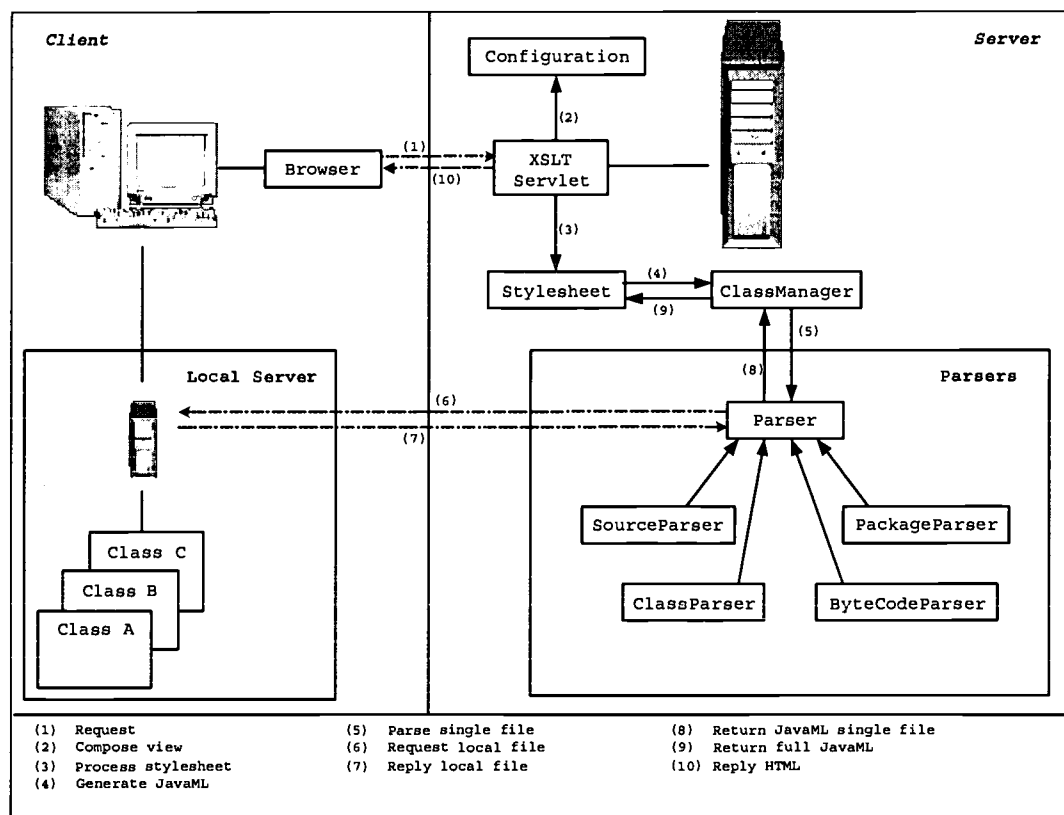 Client
Server
Configuration
(2)
Browser
(1)
(10)
XSLT
Servlet
(3)
Stylesheet
(4)
(9)
ClassManager
(5)
(8)
Local Server
Parsers
(6)
(7)
Parser
SourceParser
PackageParser
ClassParser
ByteCodeParser
Class C
Class B
Class A
(1) Request
(2) Compose view
(3) Process stylesheet
(4) Generate JavaML
(5) Parse single file
(6) Request local file
(7) Reply local file
(8) Return JavaML single file
(9) Return full JavaML
(10) Reply HTML